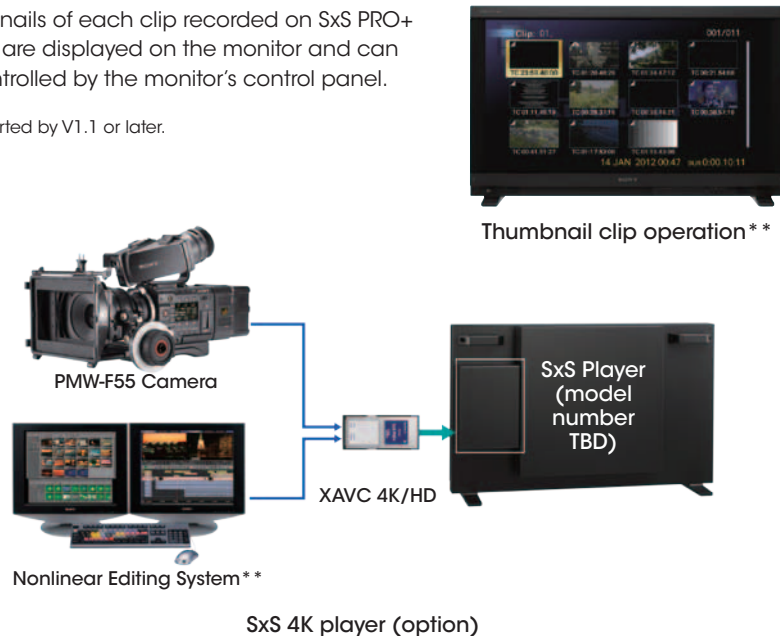 nails of each clip recorded on SxS PRO+
are displayed on the monitor and can
ntrolled by the monitor's control panel.
rted by V1.1 or later.
Clip: 01.
001/011
14 JAN 2012 00:47
SONY
Thumbnail clip operation**
PMW-F55 Camera
SxS Player
(model
number
TBD)
XAVC 4K/HD
Nonlinear Editing System**
SxS 4K player (option)